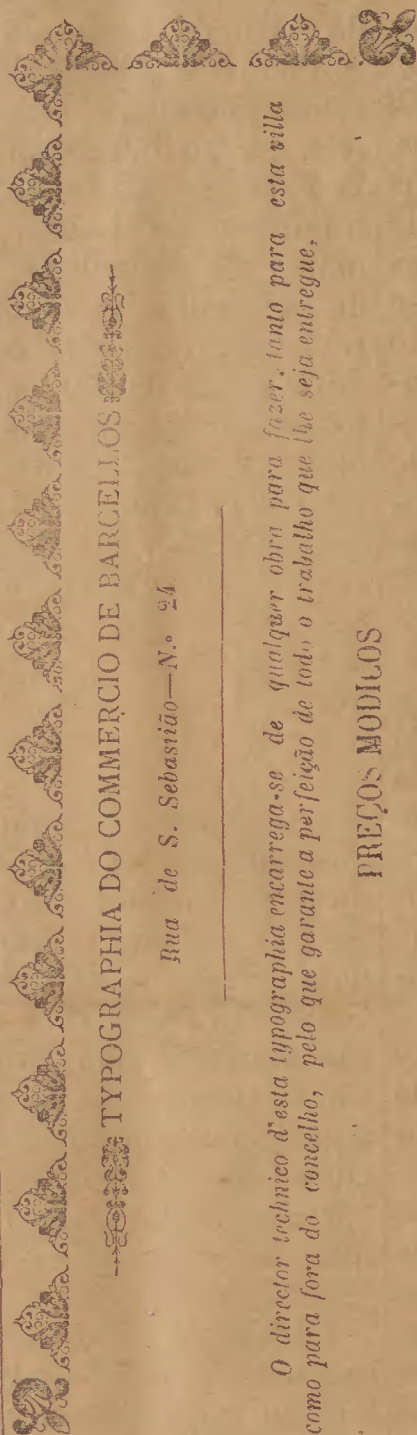 TYPOGRAPHIA DO COMMERCIO DE BARCELLOS
Rua de S. Sebastião—N.º 24
O director technico d'esta typographia encarrega-se de qualquer obra para fazer, tanto para esta villa
como para fora do concelho, pelo que garante a perfeição de todo o trabalho que lhe seja entregue,
PREÇOS MODICOS